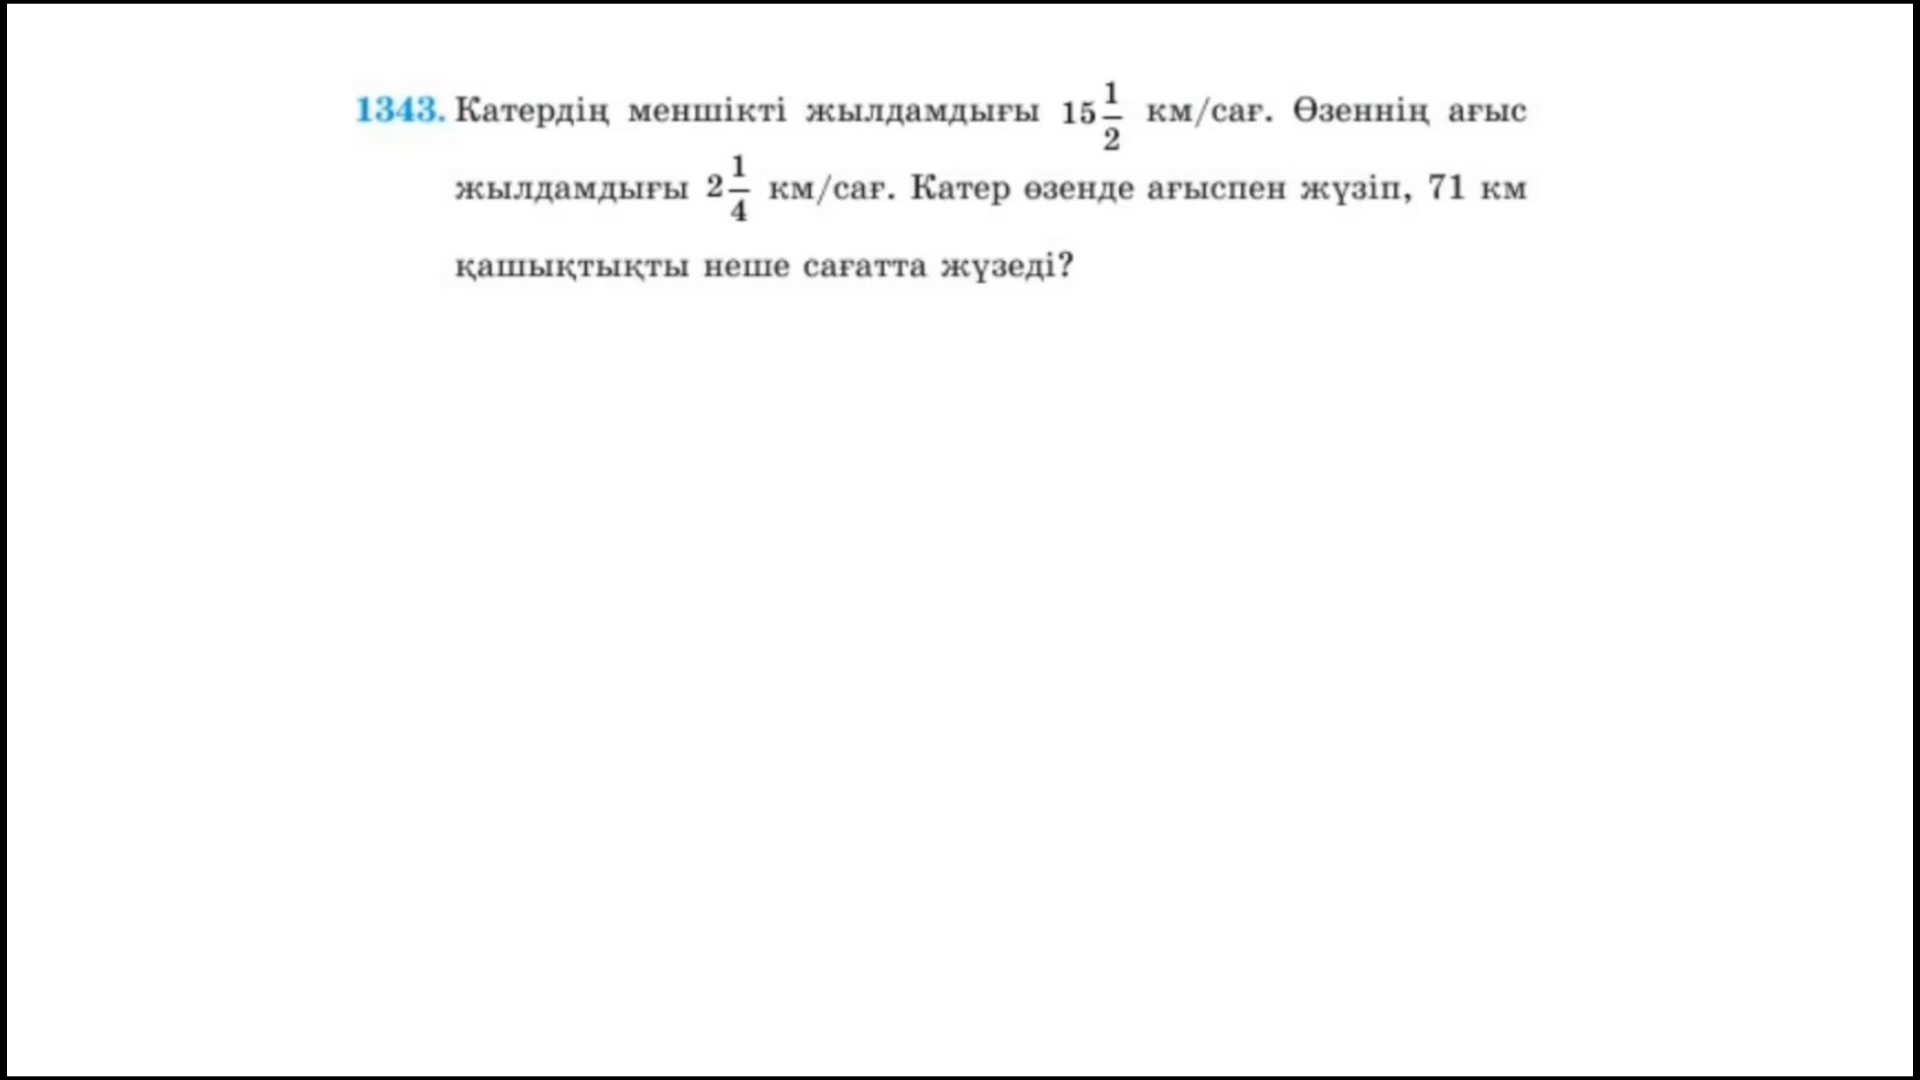 1343. Катердің меншікті жылдамдығы 15 1/2 км/сағ. Өзеннің ағыс
жылдамдығы 2 1/4 км/сағ. Катер өзенде ағыспен жүзіп, 71 км
қашықтықты неше сағатта жүзеді?